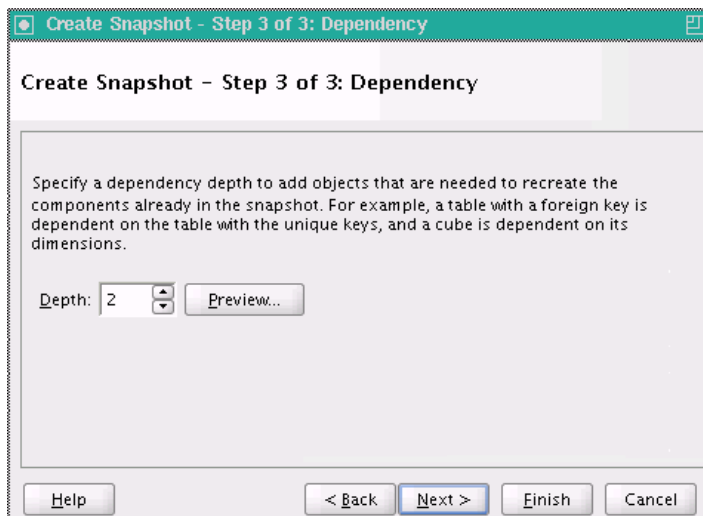 Create Snapshot - Step 3 of 3: Dependency
Create Snapshot - Step 3 of 3: Dependency
Specify a dependency depth to add objects that are needed to recreate the
components already in the snapshot. For example, a table with a foreign key is
dependent on the table with the unique keys, and a cube is dependent on its
dimensions.
Depth: 2 Preview...
Help < Back Next > Finish Cancel